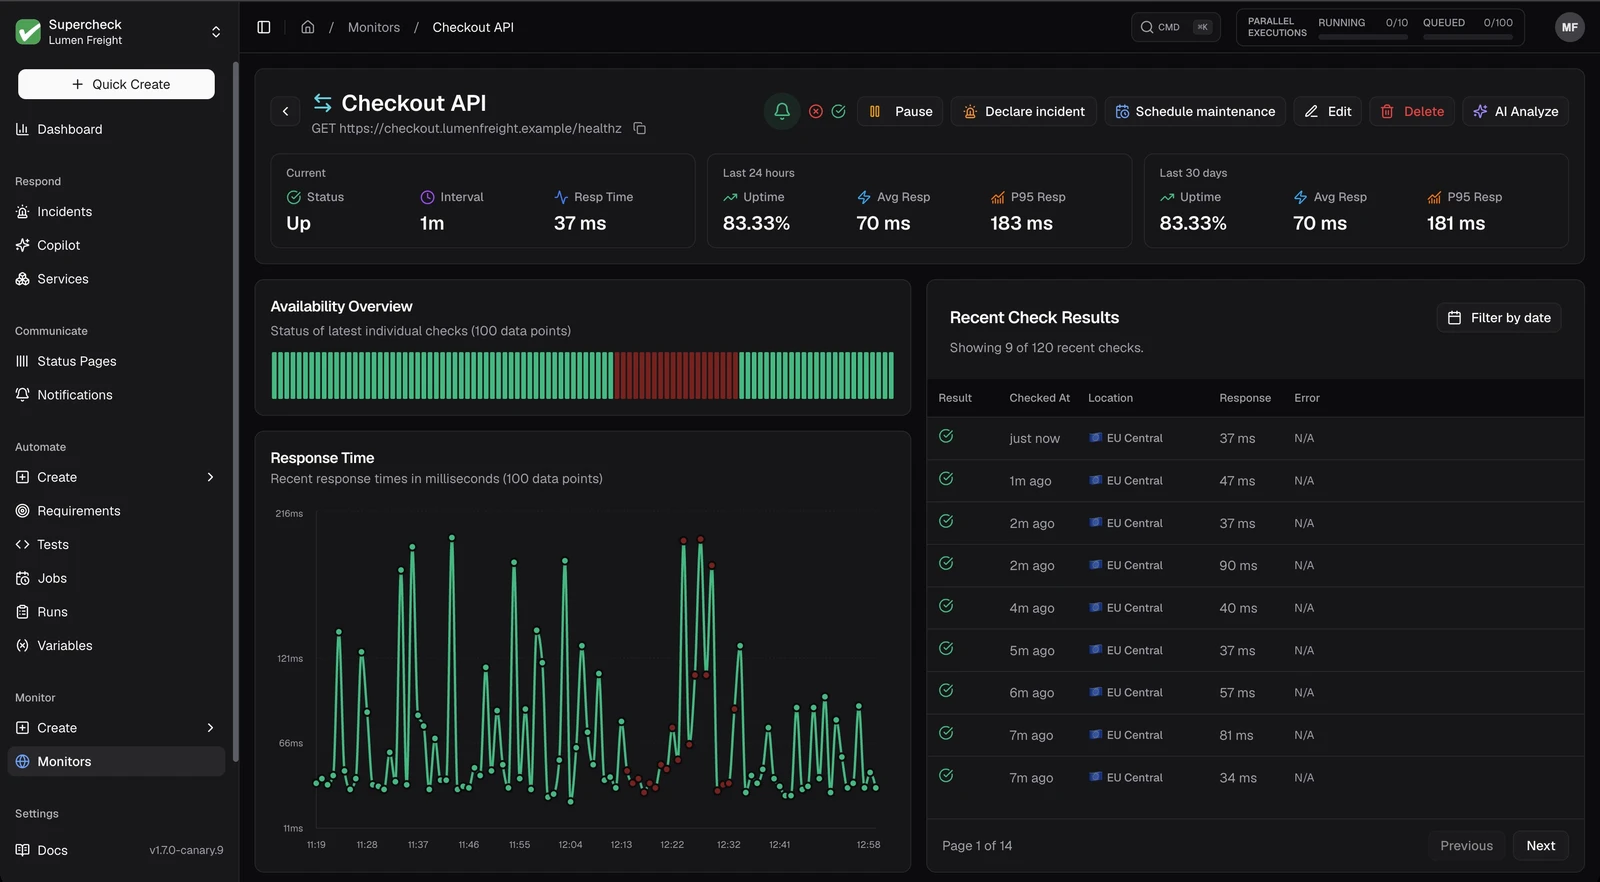 Supercheck
Lumen Freight
Quick Create
Dashboard
Respond
Incidents
Copilot
Services
Communicate
Status Pages
Notifications
Automate
Create
Requirements
Tests
Jobs
Runs
Variables
Monitor
Create
Monitors
Settings
Docs v1.7.0-canary.9
/ Monitors / Checkout API
CMD ⌘K
PARALLEL EXECUTIONS
RUNNING 0/10
QUEUED 0/100
MF
Checkout API
GET https://checkout.lumenfreight.example/healthz
Pause
Declare incident
Schedule maintenance
Edit
Delete
AI Analyze
Current
Status Interval Resp Time
Up 1m 37 ms
Last 24 hours
Uptime Avg Resp P95 Resp
83.33% 70 ms 183 ms
Last 30 days
Uptime Avg Resp P95 Resp
83.33% 70 ms 181 ms
Availability Overview
Status of latest individual checks (100 data points)
Response Time
Recent response times in milliseconds (100 data points)
216ms
121ms
66ms
11ms
11:19 11:28 11:37 11:46 11:55 12:04 12:13 12:22 12:32 12:41 12:58
Recent Check Results
Showing 9 of 120 recent checks.
Filter by date
Result Checked At Location Response Error
just now EU Central 37 ms N/A
1m ago EU Central 47 ms N/A
2m ago EU Central 37 ms N/A
2m ago EU Central 90 ms N/A
4m ago EU Central 40 ms N/A
5m ago EU Central 37 ms N/A
6m ago EU Central 57 ms N/A
7m ago EU Central 81 ms N/A
7m ago EU Central 34 ms N/A
Page 1 of 14
Previous Next